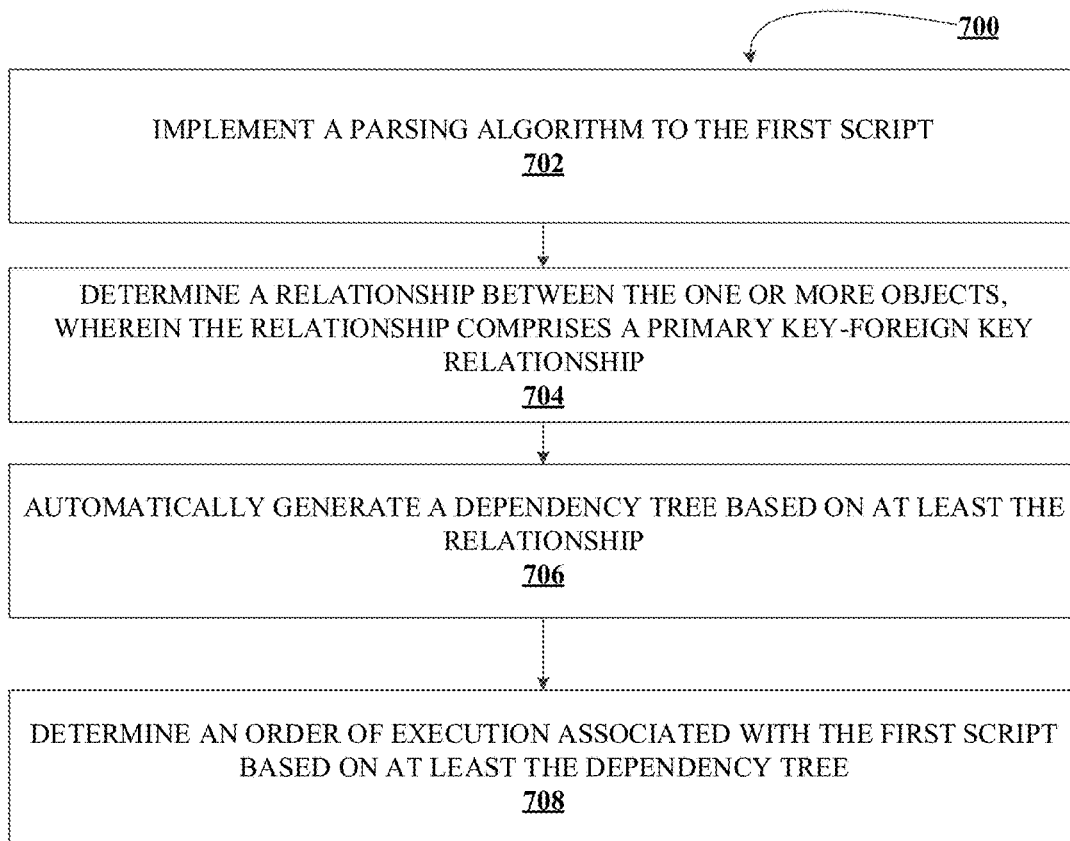 700
IMPLEMENT A PARSING ALGORITHM TO THE FIRST SCRIPT
702
DETERMINE A RELATIONSHIP BETWEEN THE ONE OR MORE OBJECTS,
WHEREIN THE RELATIONSHIP COMPRISES A PRIMARY KEY-FOREIGN KEY
RELATIONSHIP
704
AUTOMATICALLY GENERATE A DEPENDENCY TREE BASED ON AT LEAST THE
RELATIONSHIP
706
DETERMINE AN ORDER OF EXECUTION ASSOCIATED WITH THE FIRST SCRIPT
BASED ON AT LEAST THE DEPENDENCY TREE
708